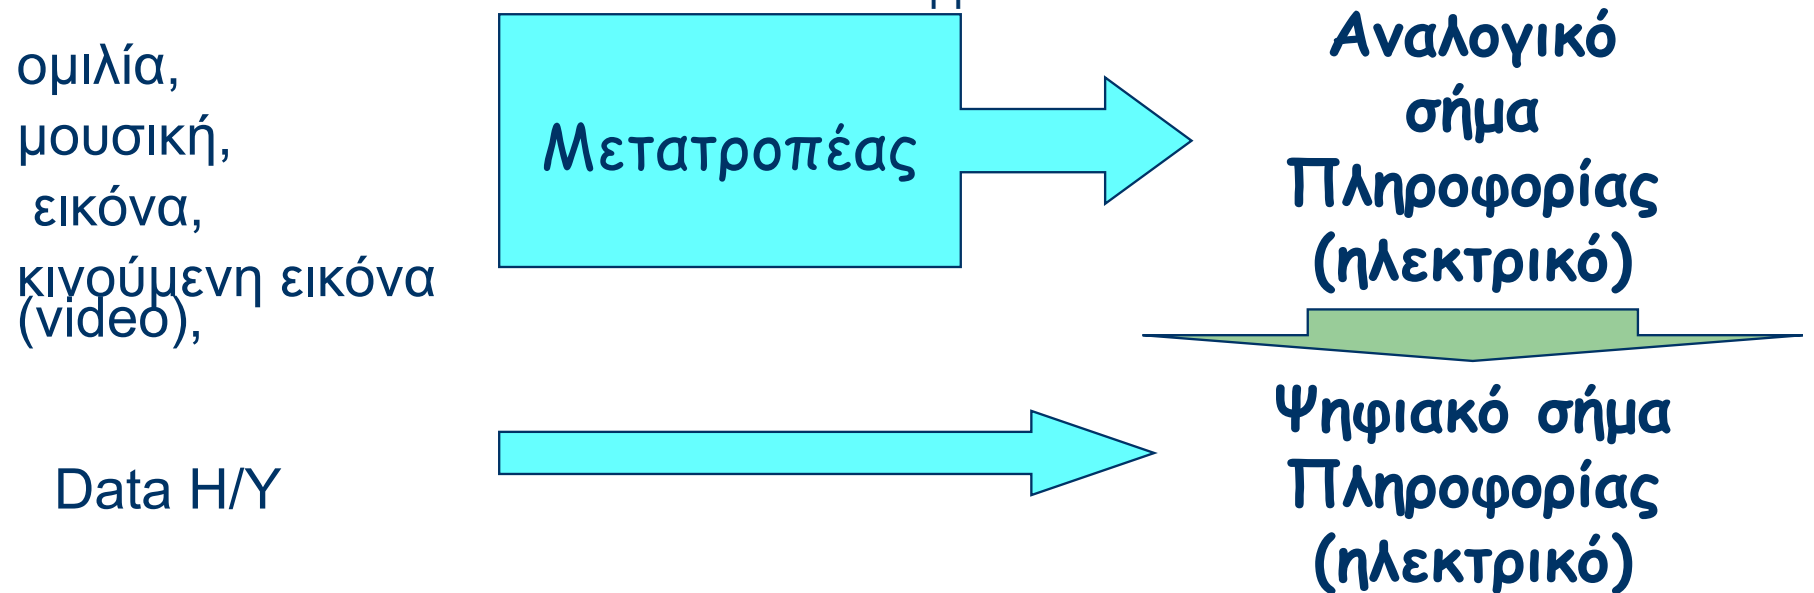 ομιλία,
μουσική,
εικόνα,
κινούμενη εικόνα
(video),
Data Η/Υ
Μετατροπέας
Αναλογικό
σήμα
Πληροφορίας
(ηλεκτρικό)
Ψηφιακό σήμα
Πληροφορίας
(ηλεκτρικό)